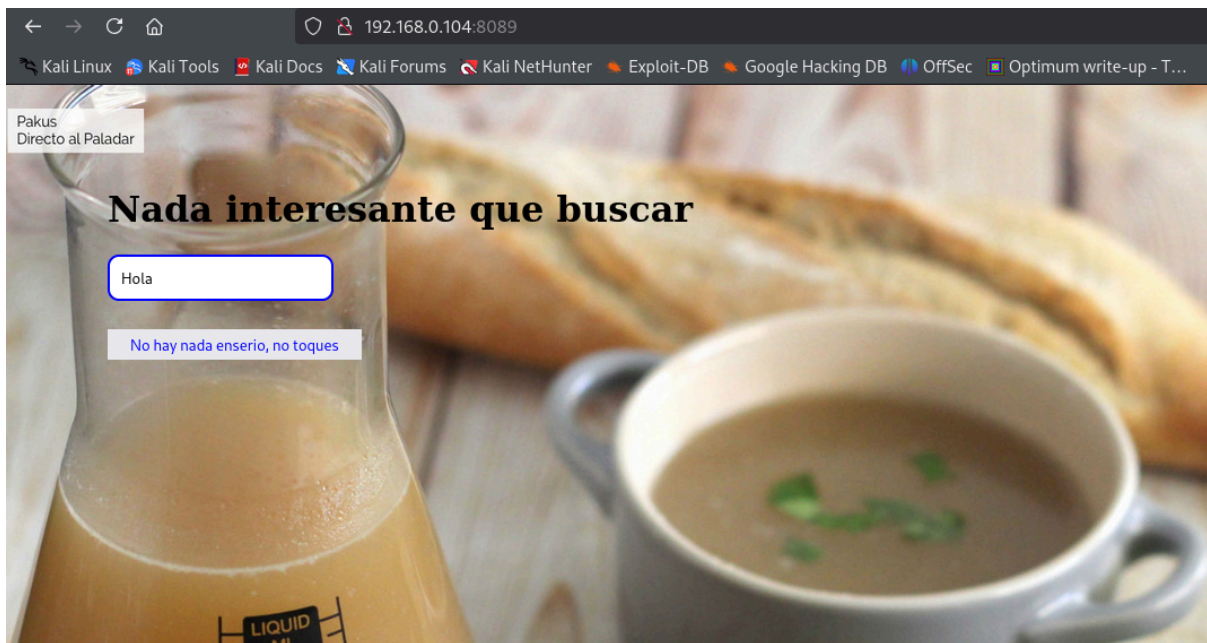 192.168.0.104:8089
Kali Linux Kali Tools Kali Docs Kali Forums Kali NetHunter Exploit-DB Google Hacking DB OffSec Optimum write-up - T...
Pakus
Directo al Paladar
Nada interesante que buscar
Hola
No hay nada enserio, no toques
LIQUID